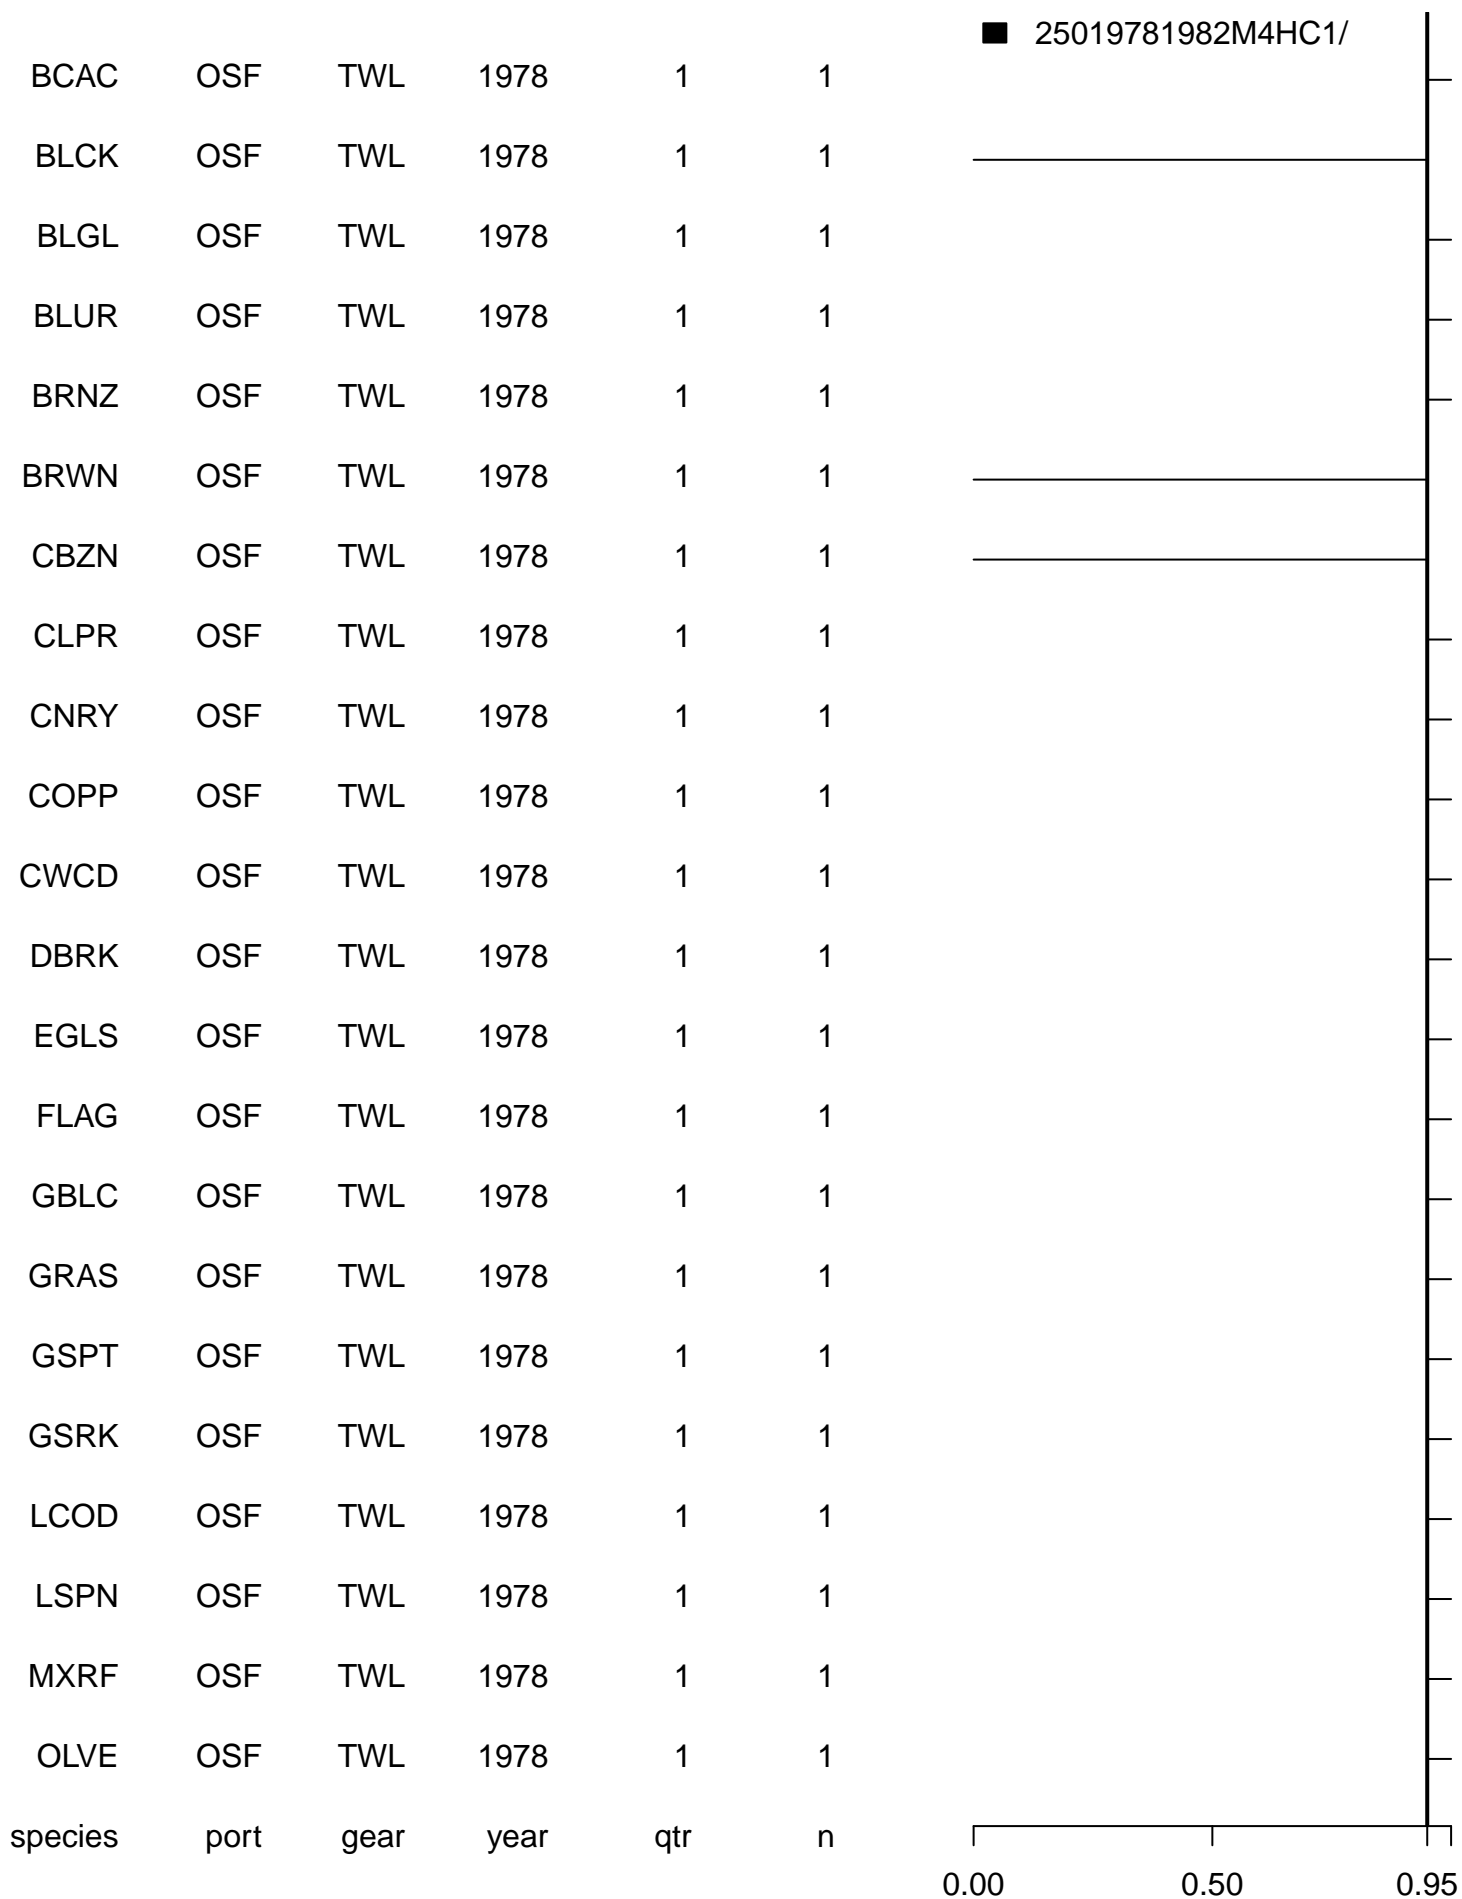 25019781982M4HC1/
BCAC OSF TWL 1978 1 1
BLCK OSF TWL 1978 1 1
BLGL OSF TWL 1978 1 1
BLUR OSF TWL 1978 1 1
BRNZ OSF TWL 1978 1 1
BRWN OSF TWL 1978 1 1
CBZN OSF TWL 1978 1 1
CLPR OSF TWL 1978 1 1
CNRY OSF TWL 1978 1 1
COPP OSF TWL 1978 1 1
CWCD OSF TWL 1978 1 1
DBRK OSF TWL 1978 1 1
EGLS OSF TWL 1978 1 1
FLAG OSF TWL 1978 1 1
GBLC OSF TWL 1978 1 1
GRAS OSF TWL 1978 1 1
GSPT OSF TWL 1978 1 1
GSRK OSF TWL 1978 1 1
LCOD OSF TWL 1978 1 1
LSPN OSF TWL 1978 1 1
MXRF OSF TWL 1978 1 1
OLVE OSF TWL 1978 1 1
species port gear year qtr n
0.00 0.50 0.95